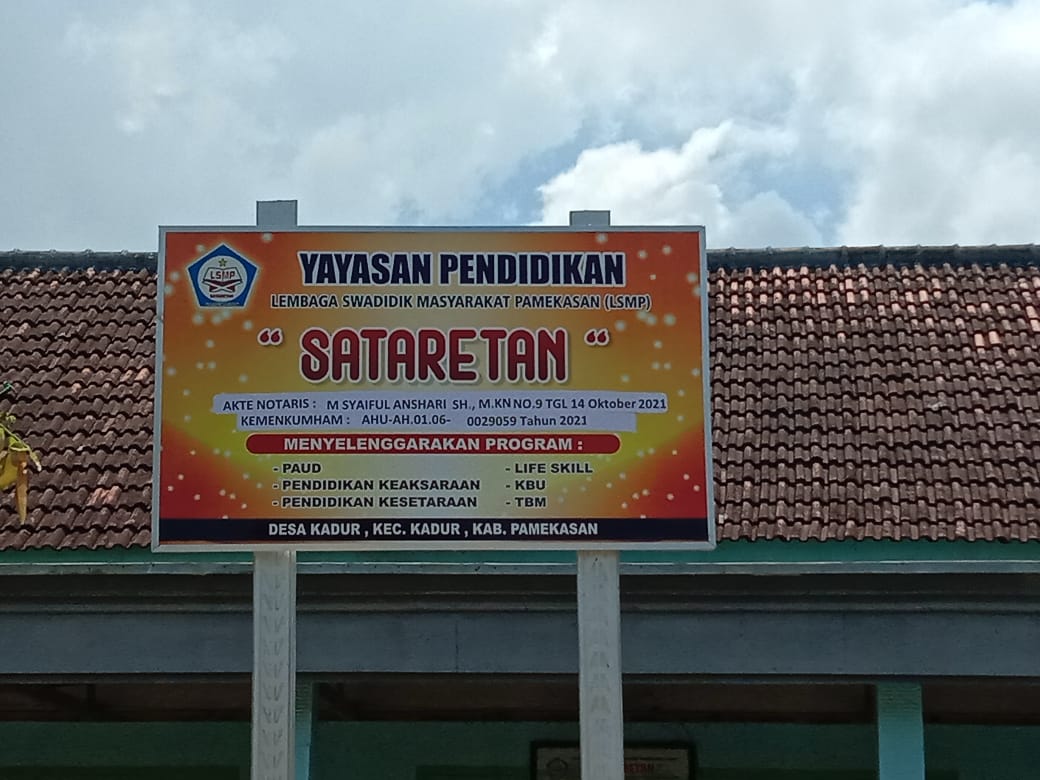 LSMP
YAYASAN PENDIDIKAN
LEMBAGA SWADIDIK MASYARAKAT PAMEKASAN (LSMP)
“ SATARETAN “
AKTE NOTARIS : M SYAIFUL ANSHARI SH., M.KN NO.9 TGL 14 Oktober 2021
KEMENKUMHAM : AHU-AH.01.06- 0029059 Tahun 2021
MENYELENGGARAKAN PROGRAM :
- PAUD
- PENDIDIKAN KEAKSARAAN
- PENDIDIKAN KESETARAAN
- LIFE SKILL
- KBU
- TBM
DESA KADUR , KEC. KADUR , KAB. PAMEKASAN